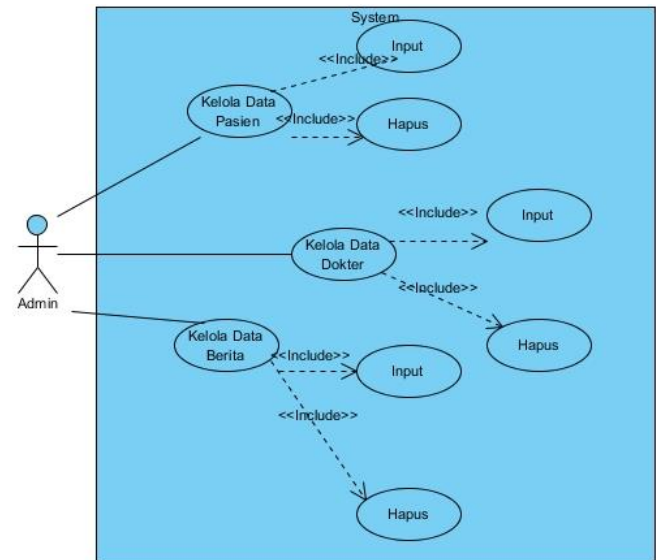 System
Input
<<Include>>
Kelola Data
Pasien
<<Include>>
Hapus
<<Include>>
Input
Kelola Data
Dokter
<<Include>>
Hapus
Admin
Kelola Data
Berita
<<Include>>
Input
<<Include>>
Hapus